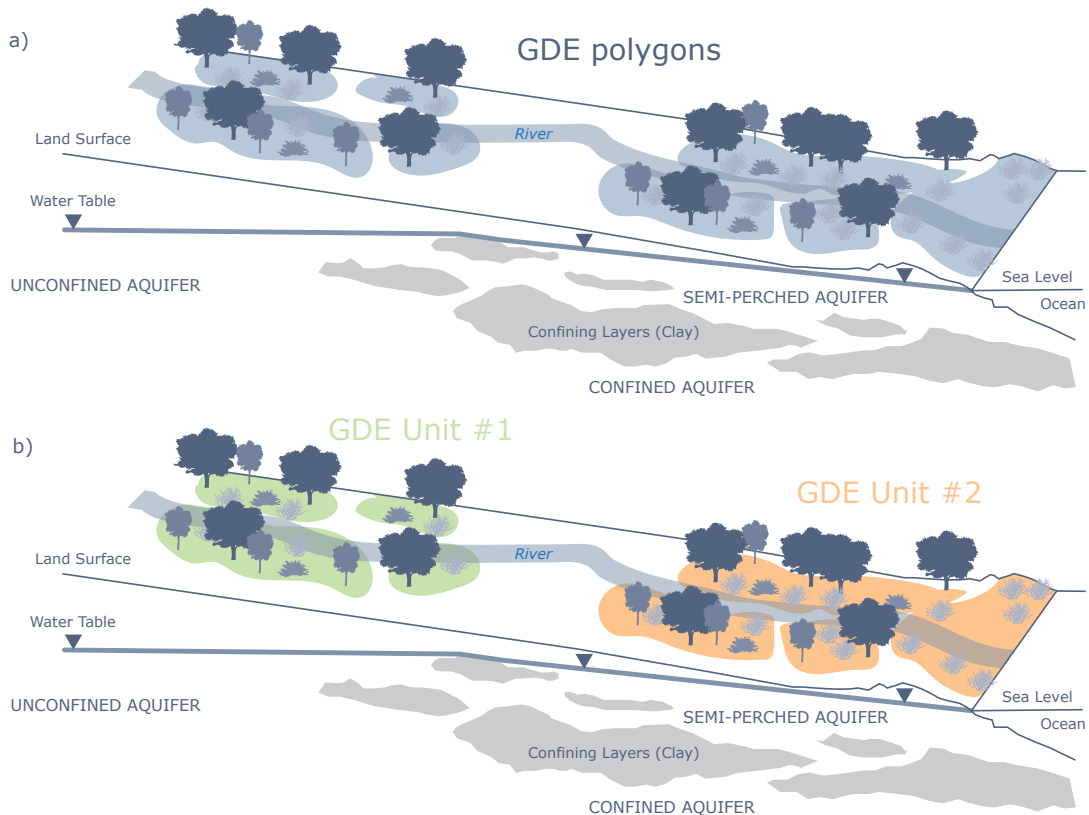 a)
GDE polygons
River
Land Surface
Water Table
UNCONFINED AQUIFER
SEMI-PERCHED AQUIFER
Sea Level
Ocean
Confining Layers (Clay)
CONFINED AQUIFER
b)
GDE Unit #1
GDE Unit #2
River
Land Surface
Water Table
UNCONFINED AQUIFER
SEMI-PERCHED AQUIFER
Sea Level
Ocean
Confining Layers (Clay)
CONFINED AQUIFER